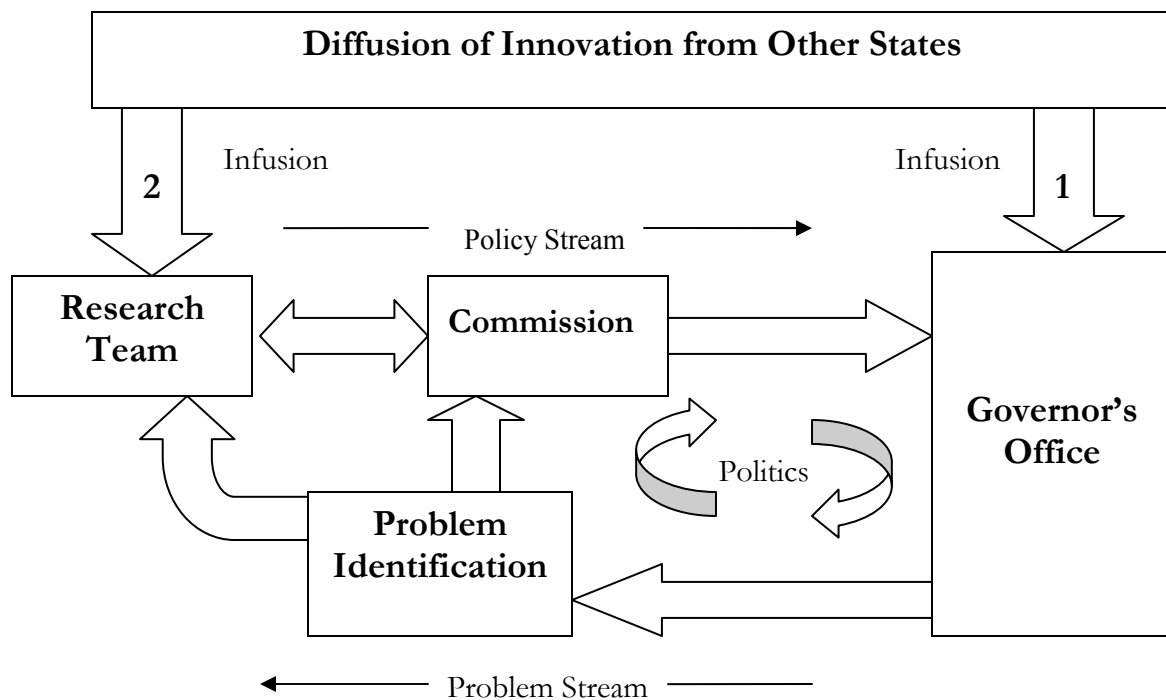 Diffusion of Innovation from Other States
Infusion
Infusion
2
1
Policy Stream
Research
Team
Commission
Governor's
Office
Politics
Problem
Identification
Problem Stream